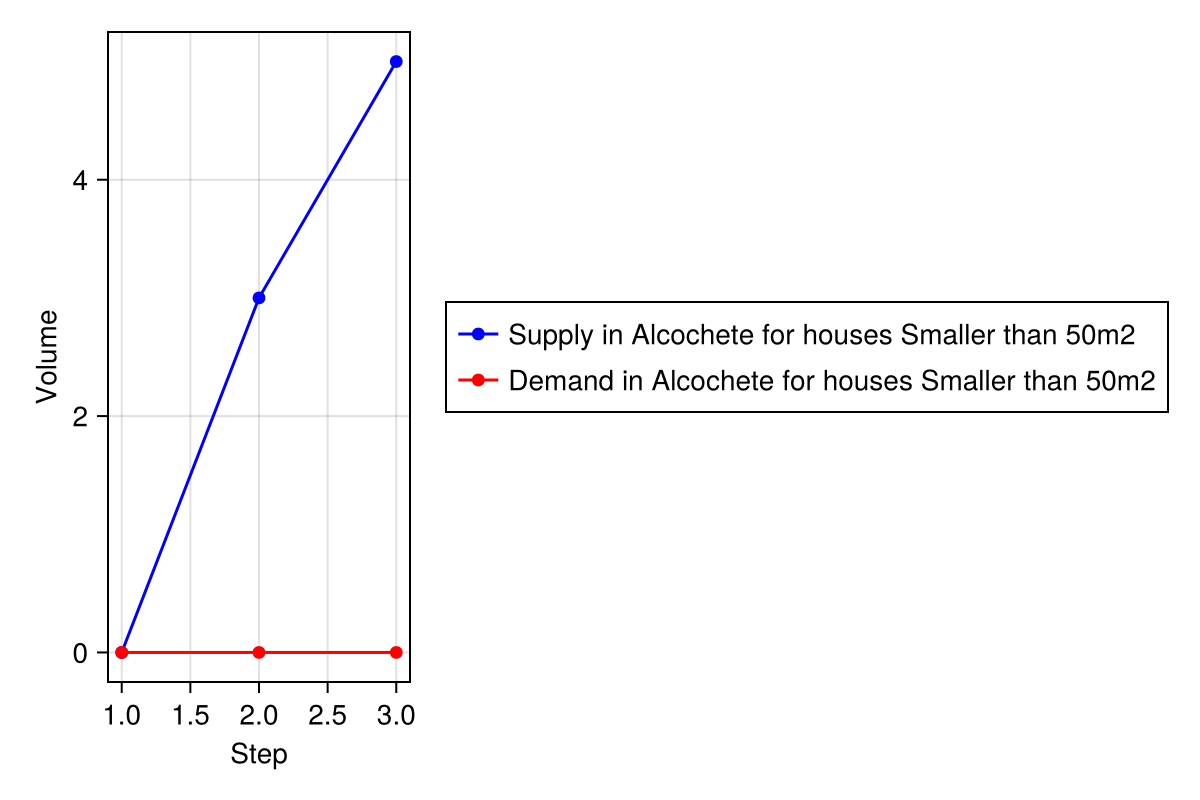 Volume
4
2
0
1.0 1.5 2.0 2.5 3.0
Step
Supply in Alcochete for houses Smaller than 50m2
Demand in Alcochete for houses Smaller than 50m2